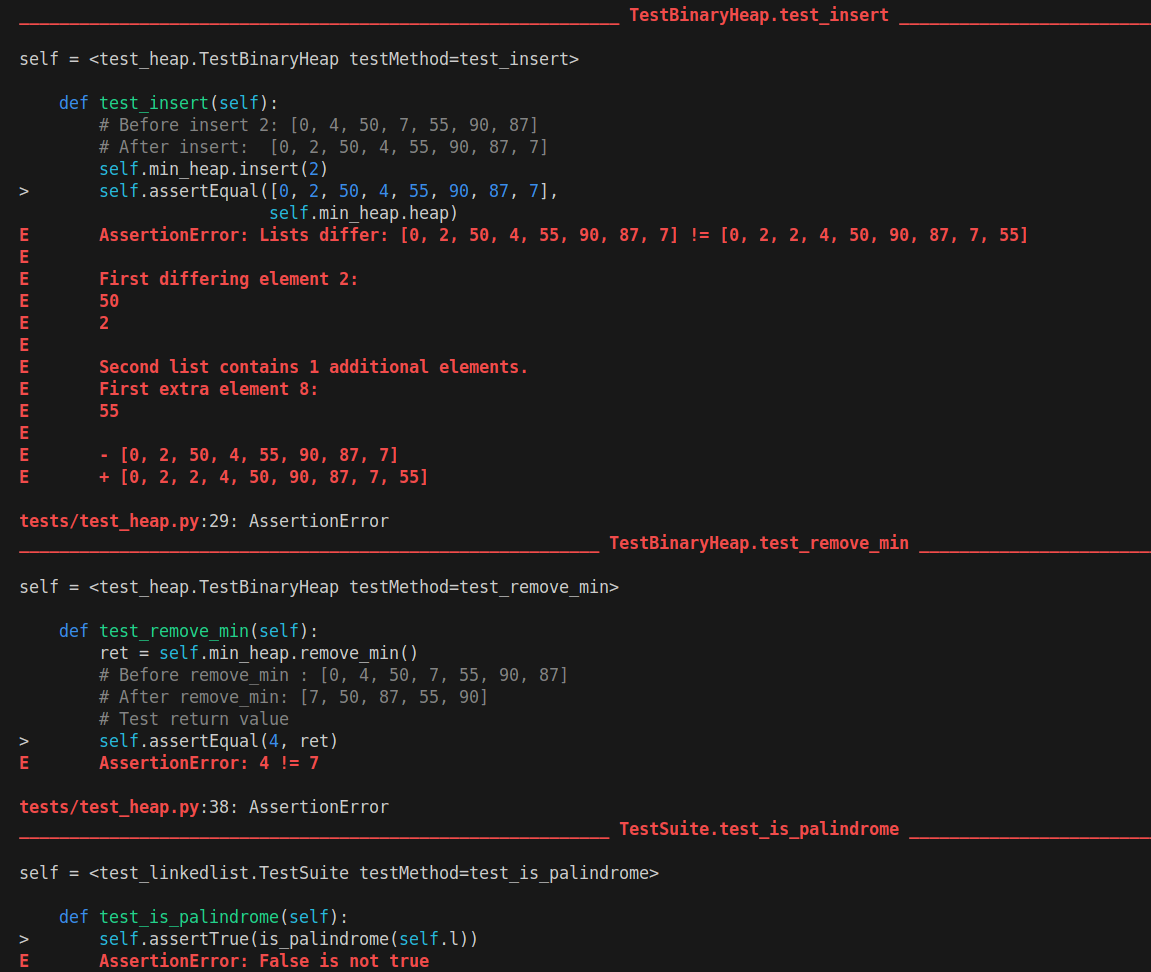 ____________________________________________________________ TestBinaryHeap.test_insert _________________________
self = <test_heap.TestBinaryHeap testMethod=test_insert>
    def test_insert(self):
        # Before insert 2: [0, 4, 50, 7, 55, 90, 87]
        # After insert:  [0, 2, 50, 4, 55, 90, 87, 7]
        self.min_heap.insert(2)
>       self.assertEqual([0, 2, 50, 4, 55, 90, 87, 7],
                         self.min_heap.heap)
E       AssertionError: Lists differ: [0, 2, 50, 4, 55, 90, 87, 7] != [0, 2, 2, 4, 50, 90, 87, 7, 55]
E
E       First differing element 2:
E       50
E       2
E
E       Second list contains 1 additional elements.
E       First extra element 8:
E       55
E
E       - [0, 2, 50, 4, 55, 90, 87, 7]
E       + [0, 2, 2, 4, 50, 90, 87, 7, 55]
tests/test_heap.py:29: AssertionError
__________________________________________________________ TestBinaryHeap.test_remove_min _______________________
self = <test_heap.TestBinaryHeap testMethod=test_remove_min>
    def test_remove_min(self):
        ret = self.min_heap.remove_min()
        # Before remove_min : [0, 4, 50, 7, 55, 90, 87]
        # After remove_min: [7, 50, 87, 55, 90]
        # Test return value
>       self.assertEqual(4, ret)
E       AssertionError: 4 != 7
tests/test_heap.py:38: AssertionError
___________________________________________________________ TestSuite.test_is_palindrome ________________________
self = <test_linkedlist.TestSuite testMethod=test_is_palindrome>
    def test_is_palindrome(self):
>       self.assertTrue(is_palindrome(self.l))
E       AssertionError: False is not true